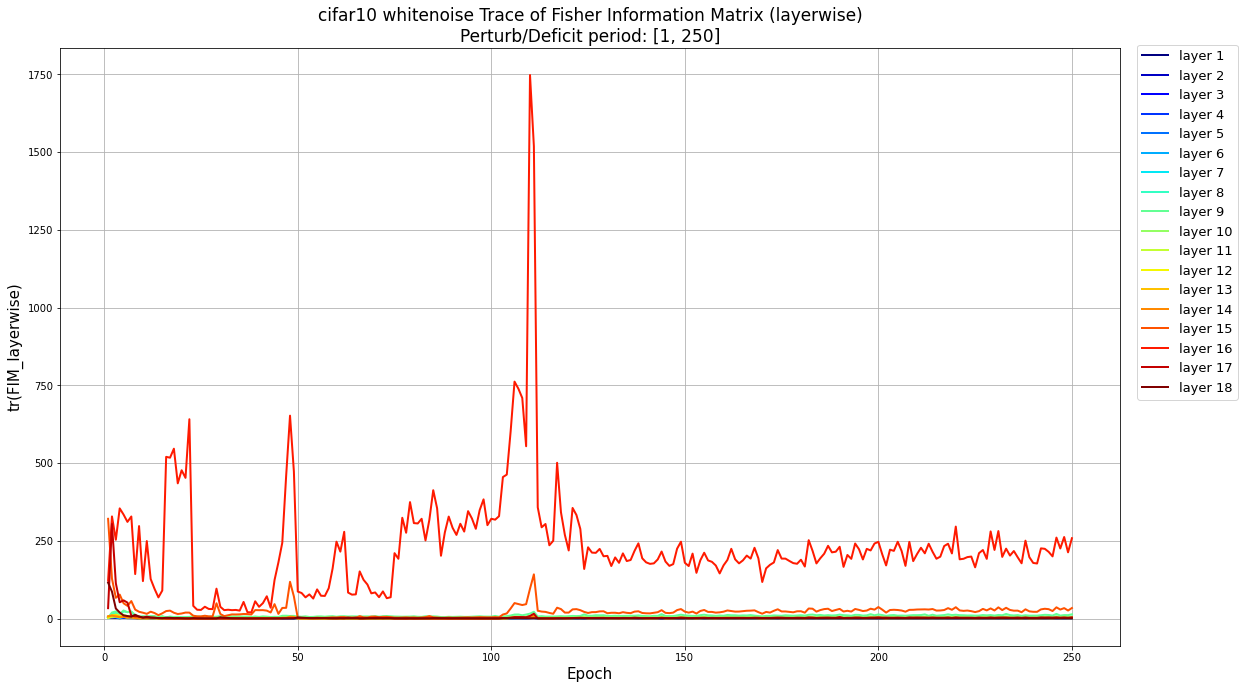 cifar10 whitenoise Trace of Fisher Information Matrix (layerwise)
Perturb/Deficit period: [1, 250]
tr(FIM_layerwise)
1750
1500
1250
1000
750
500
250
0
0
50
100
150
200
250
Epoch
layer 1
layer 2
layer 3
layer 4
layer 5
layer 6
layer 7
layer 8
layer 9
layer 10
layer 11
layer 12
layer 13
layer 14
layer 15
layer 16
layer 17
layer 18